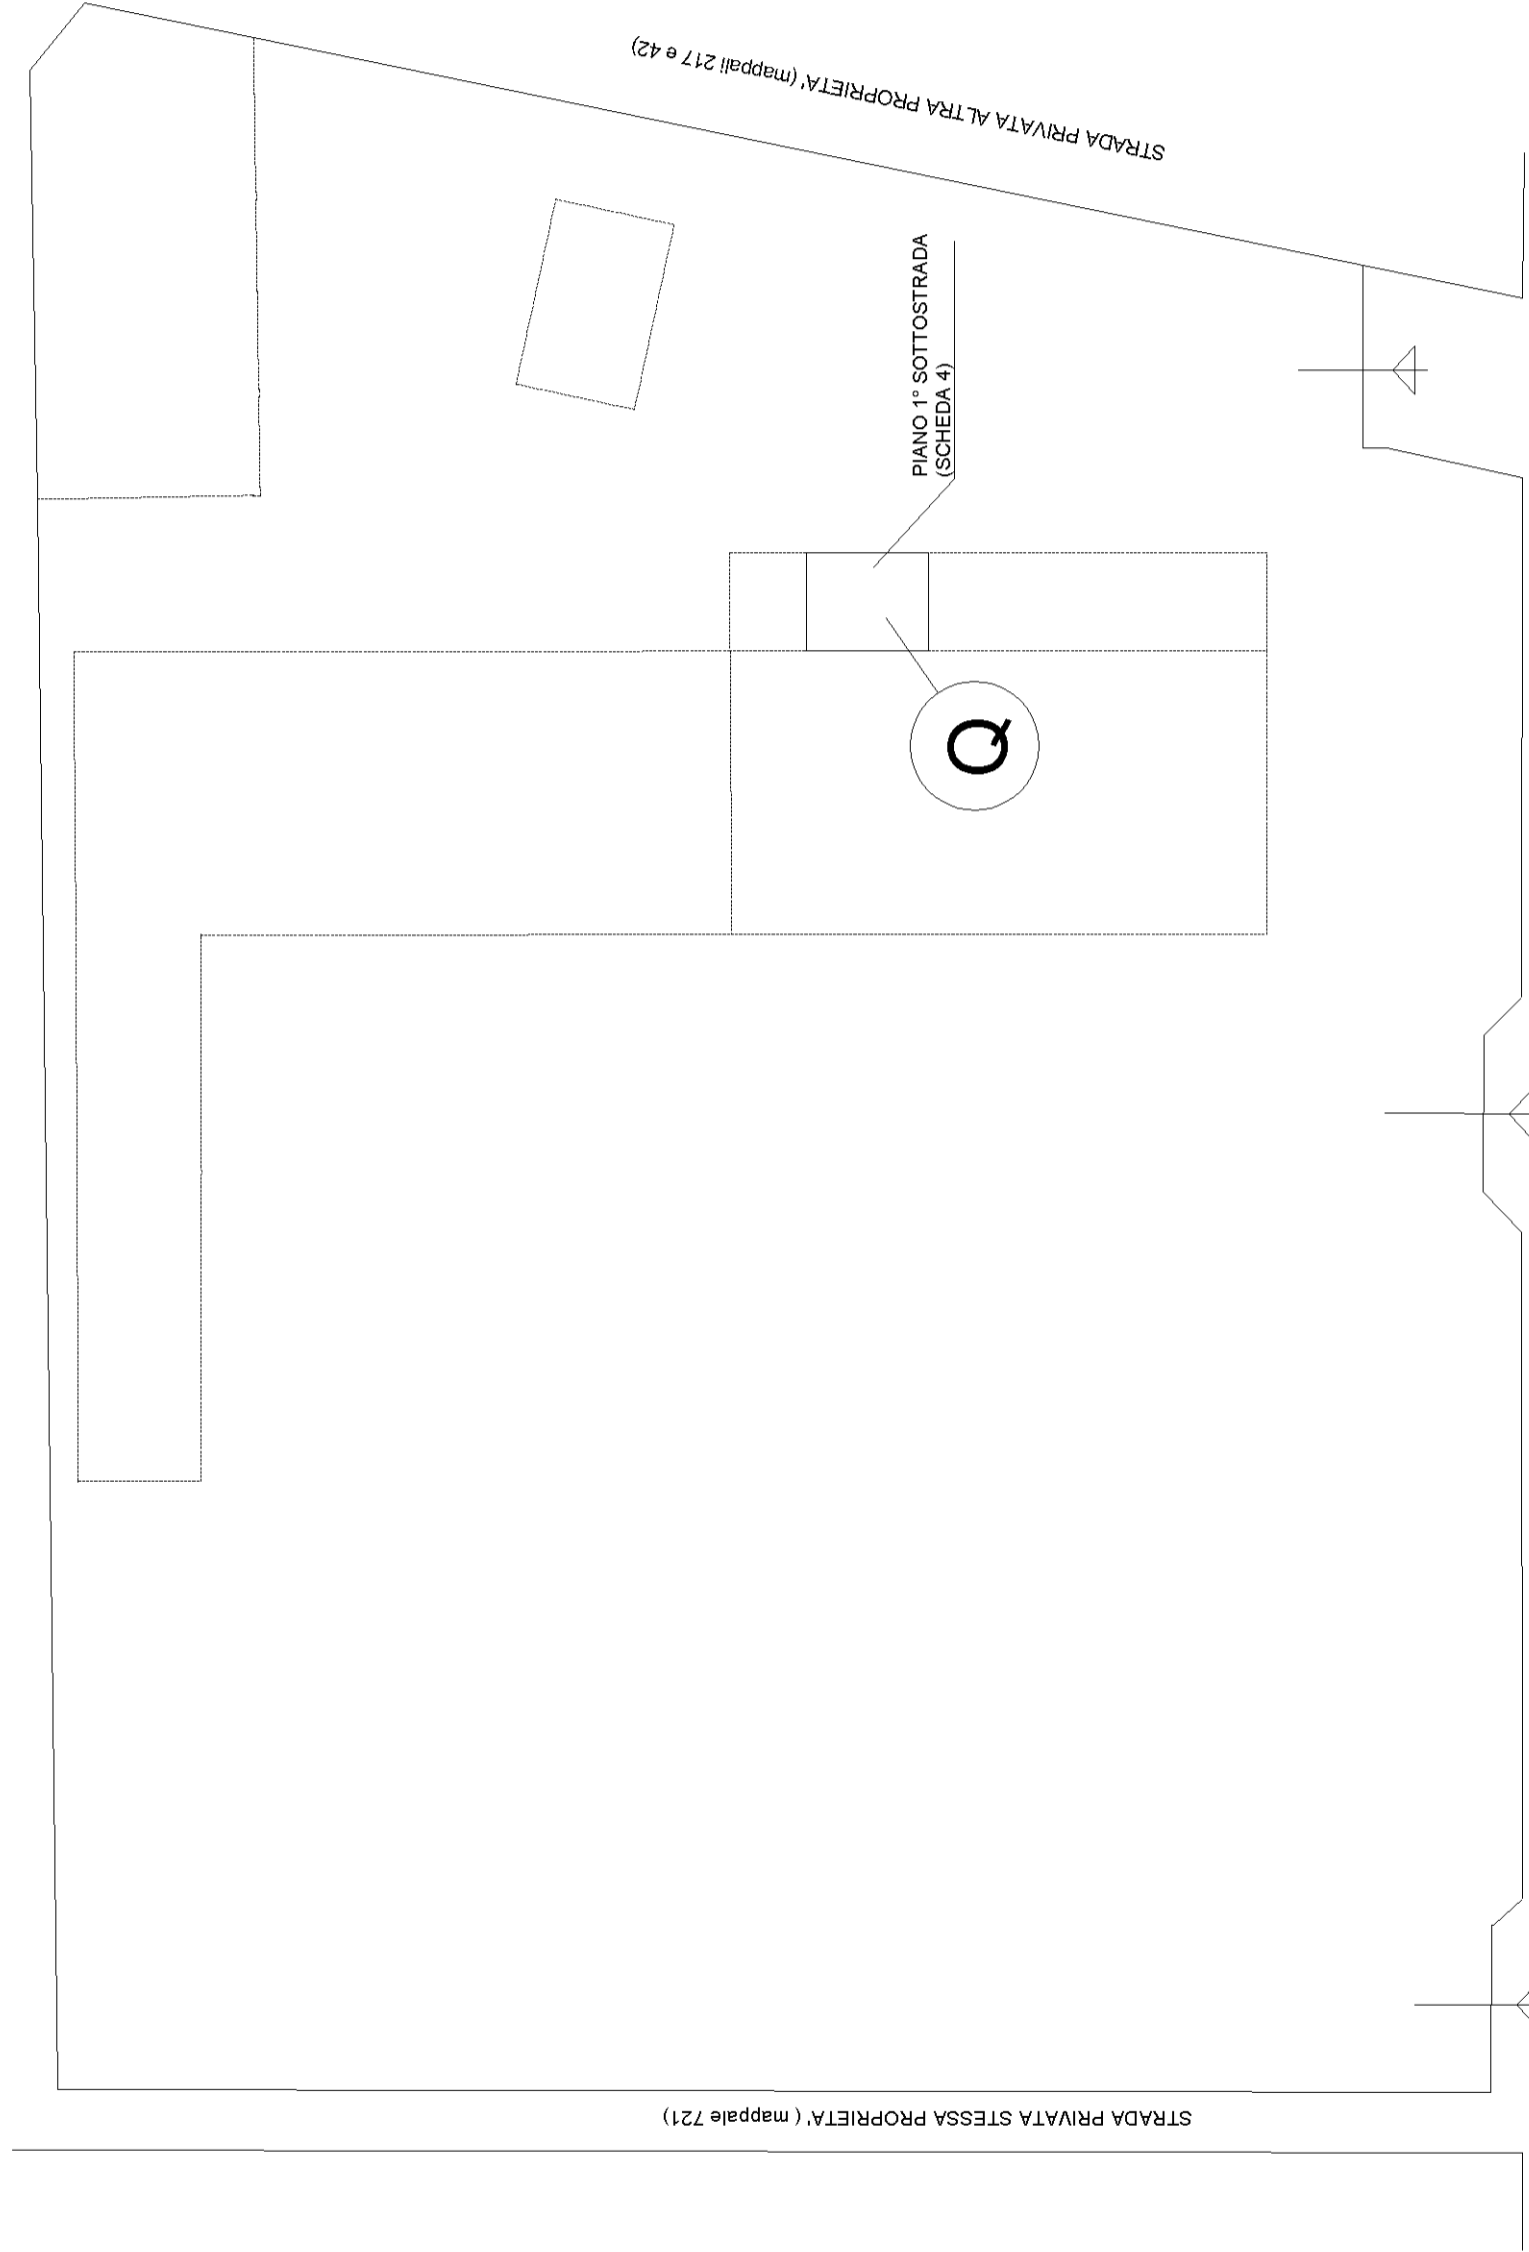 STRADA PRIVATA ALTRA PROPRIETA' (mappali 217 e 42)
PIANO 1° SOTTOSTRADA
(SCHEDA 4)
Q
STRADA PRIVATA STESSA PROPRIETA' ( mappale 721)